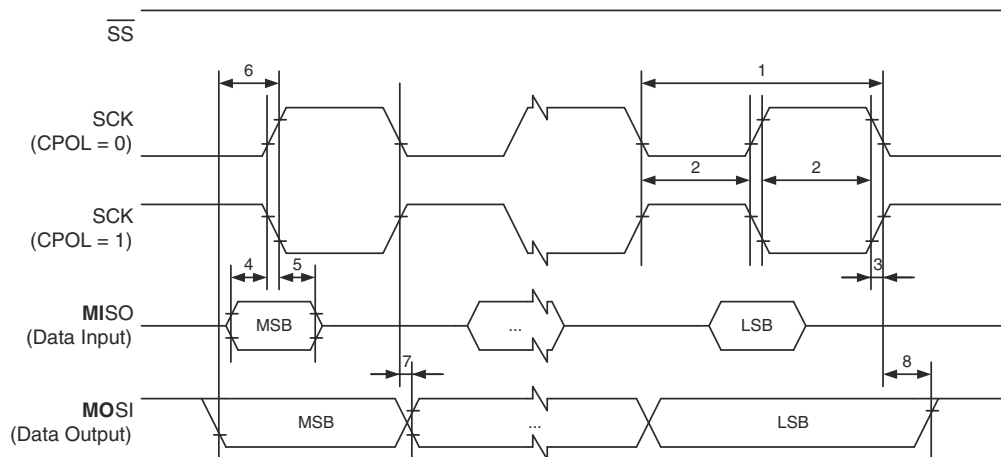 SS
6
1
SCK
(CPOL = 0)
2
2
SCK
(CPOL = 1)
4
5
3
MISO
(Data Input)
MSB
...
LSB
7
8
MOSI
(Data Output)
MSB
...
LSB